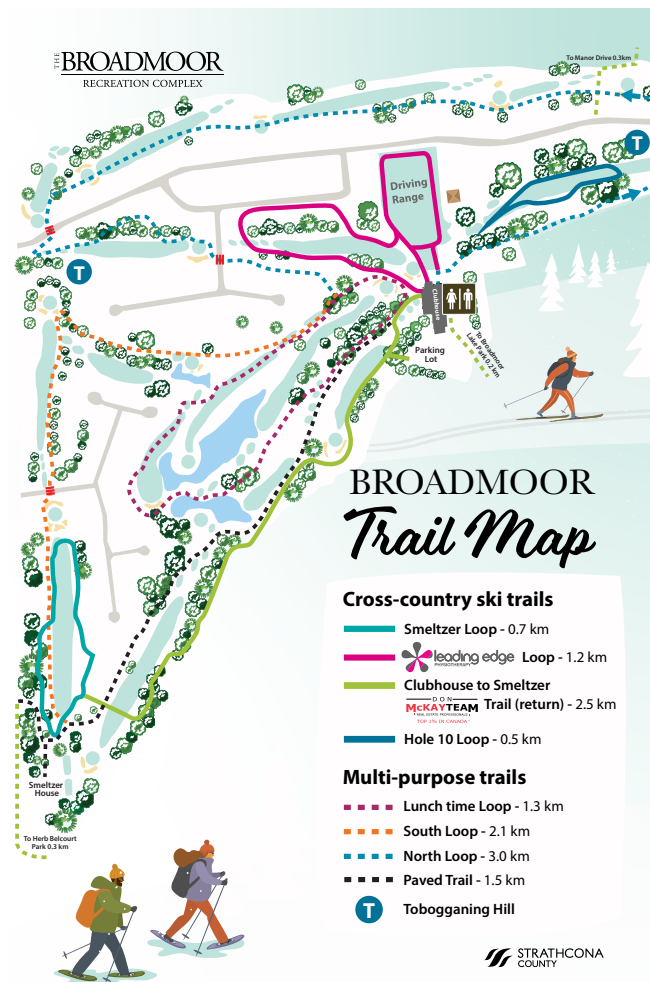 THE BROADMOOR
RECREATION COMPLEX
To Manor Drive 0.3km
T
Driving
Range
T
Clubhouse
To Broadmoor
Lake Park 0.2 km
Parking
Lot
BROADMOOR
Trail Map
Cross-country ski trails
Smeltzer Loop - 0.7 km
leading edge Loop - 1.2 km
PHYSIOTHERAPY
Clubhouse to Smeltzer
DON
McKAYTEAM Trail (return) - 2.5 km
REAL ESTATE PROFESSIONALS
TOP 1% IN CANADA
Hole 10 Loop - 0.5 km
Multi-purpose trails
Lunch time Loop - 1.3 km
South Loop - 2.1 km
North Loop - 3.0 km
Paved Trail - 1.5 km
T Tobogganing Hill
Smeltzer
House
To Herb Belcourt
Park 0.3 km
STRATHCONA
COUNTY